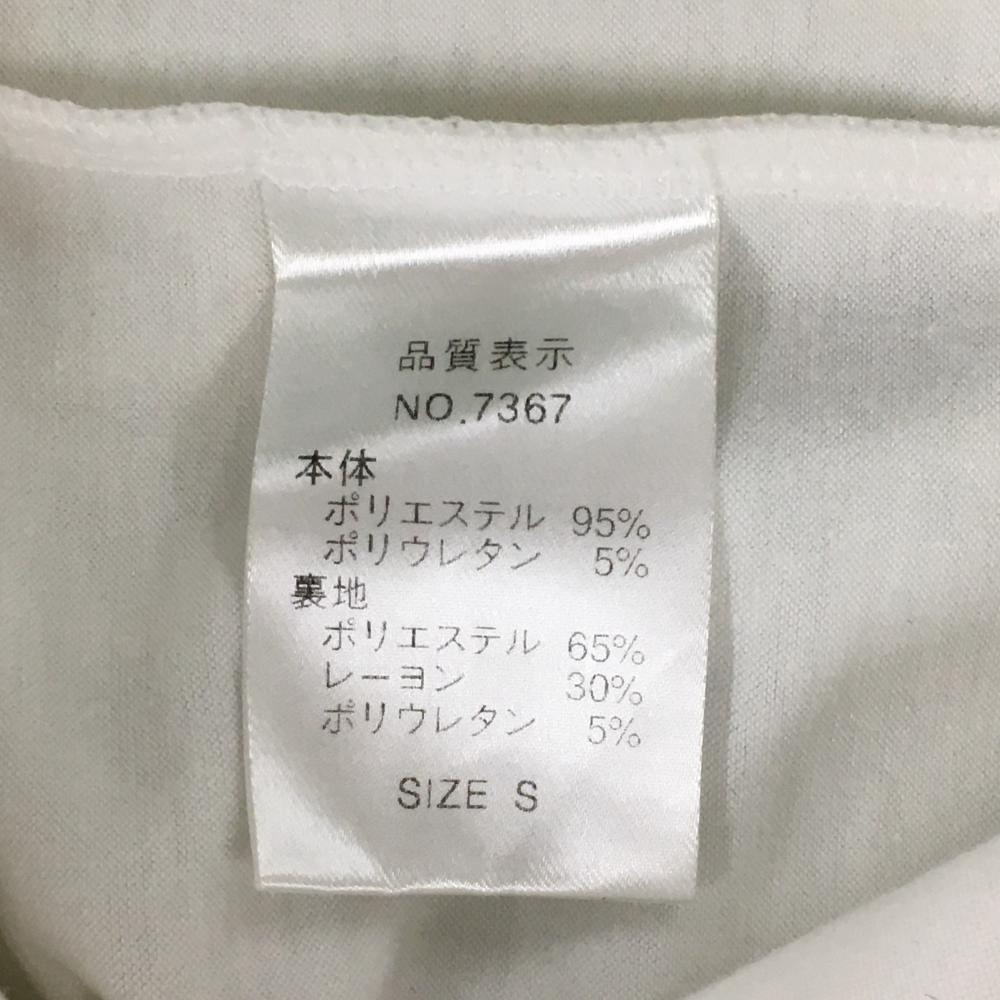 品質表示
NO.7367
本体
ポリエステル 95%
ポリウレタン 5%
裏地
ポリエステル 65%
レーヨン 30%
ポリウレタン 5%
SIZE S